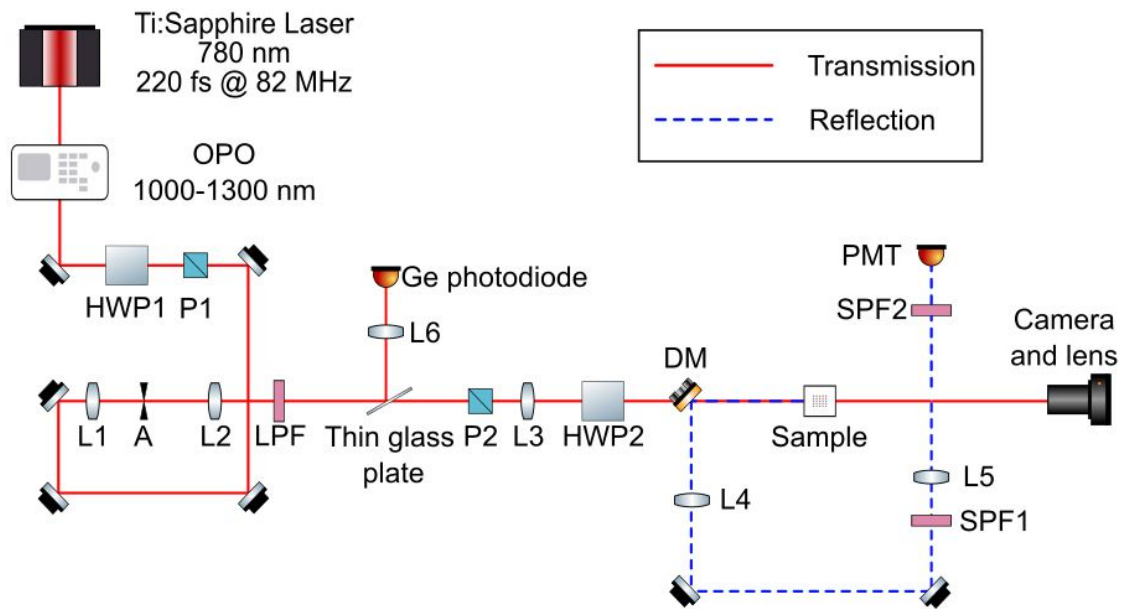 Ti:Sapphire Laser
780 nm
220 fs @ 82 MHz
Transmission
Reflection
OPO
1000-1300 nm
HWP1
P1
Ge photodiode
L6
PMT
SPF2
Camera
and lens
DM
L1
A
L2
LPF
Thin glass
plate
P2
L3
HWP2
Sample
L4
L5
SPF1